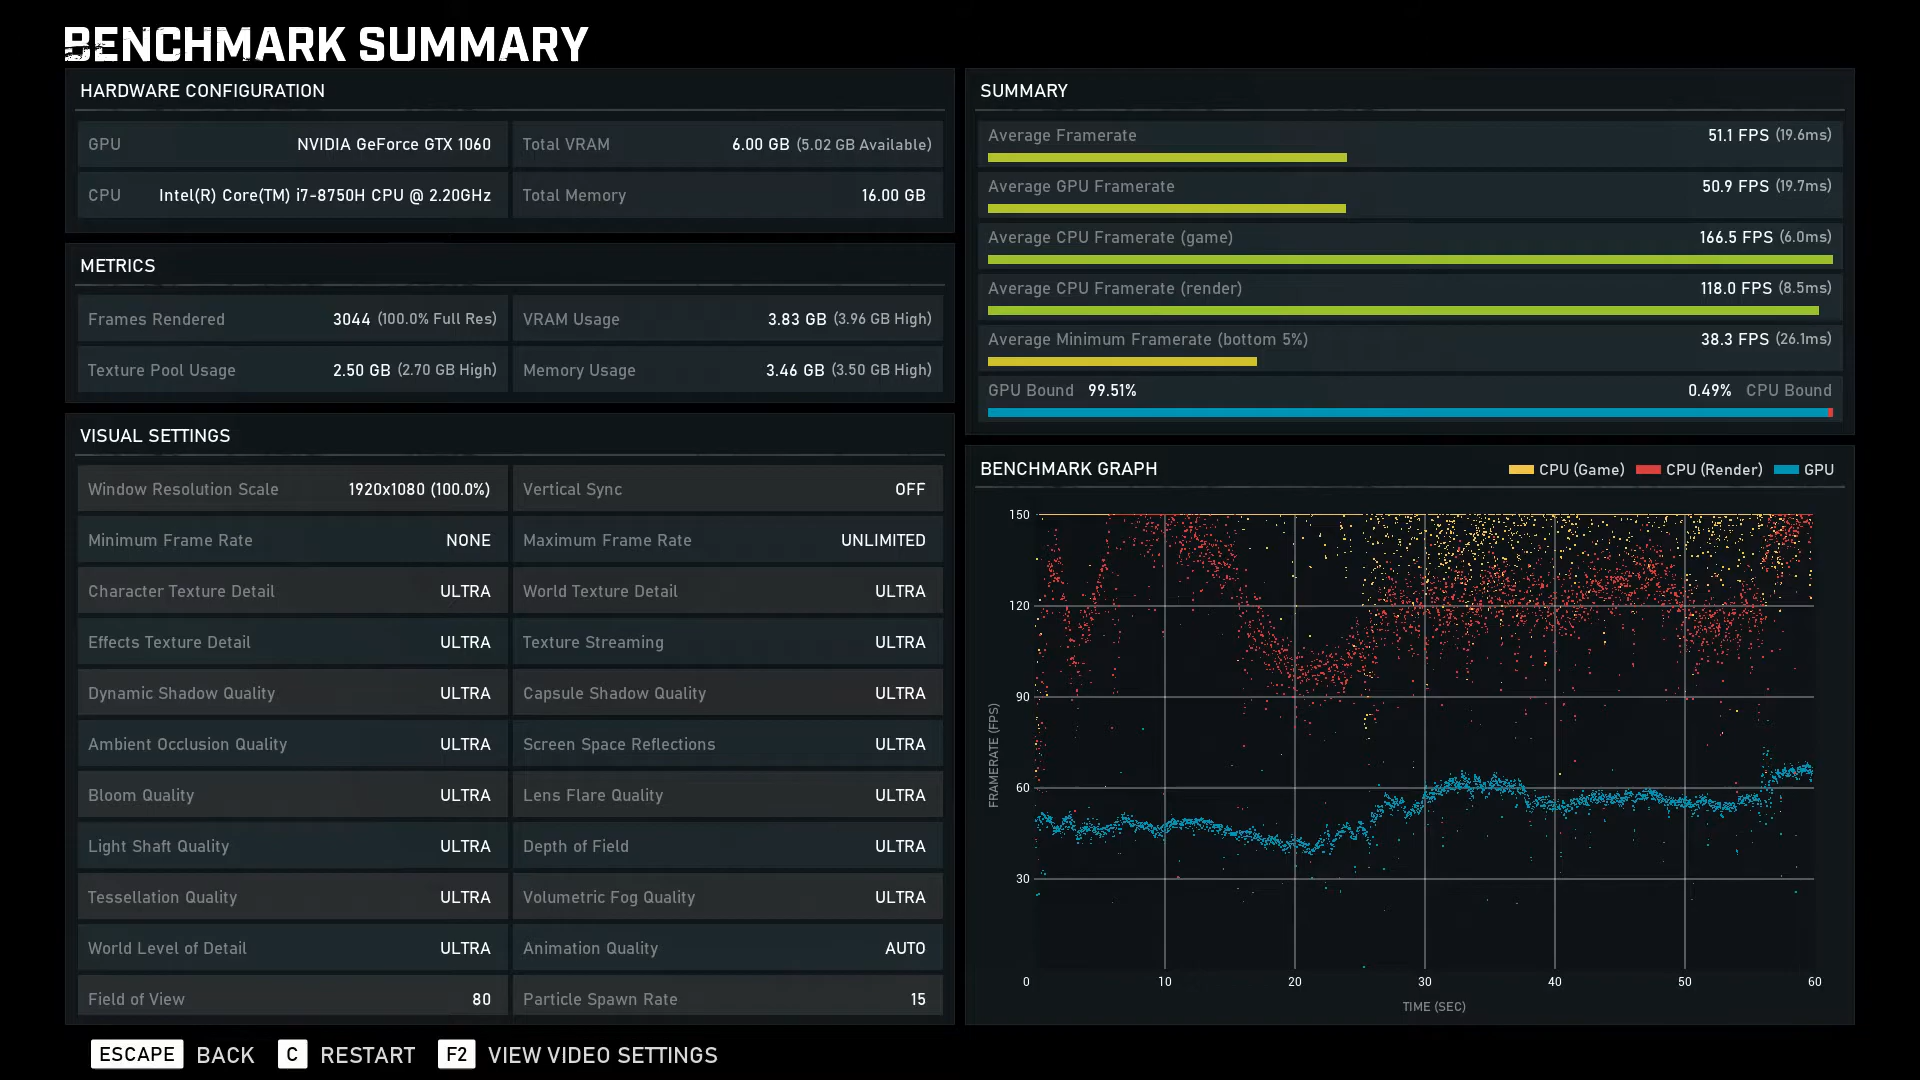 BENCHMARK SUMMARY
HARDWARE CONFIGURATION
GPU NVIDIA GeForce GTX 1060 Total VRAM 6.00 GB (5.02 GB Available)
CPU Intel(R) Core(TM) i7-8750H CPU @ 2.20GHz Total Memory 16.00 GB
METRICS
Frames Rendered 3044 (100.0% Full Res) VRAM Usage 3.83 GB (3.96 GB High)
Texture Pool Usage 2.50 GB (2.70 GB High) Memory Usage 3.46 GB (3.50 GB High)
VISUAL SETTINGS
Window Resolution Scale 1920x1080 (100.0%) Vertical Sync OFF
Minimum Frame Rate NONE Maximum Frame Rate UNLIMITED
Character Texture Detail ULTRA World Texture Detail ULTRA
Effects Texture Detail ULTRA Texture Streaming ULTRA
Dynamic Shadow Quality ULTRA Capsule Shadow Quality ULTRA
Ambient Occlusion Quality ULTRA Screen Space Reflections ULTRA
Bloom Quality ULTRA Lens Flare Quality ULTRA
Light Shaft Quality ULTRA Depth of Field ULTRA
Tessellation Quality ULTRA Volumetric Fog Quality ULTRA
World Level of Detail ULTRA Animation Quality AUTO
Field of View 80 Particle Spawn Rate 15
SUMMARY
Average Framerate 51.1 FPS (19.6ms)
Average GPU Framerate 50.9 FPS (19.7ms)
Average CPU Framerate (game) 166.5 FPS (6.0ms)
Average CPU Framerate (render) 118.0 FPS (8.5ms)
Average Minimum Framerate (bottom 5%) 38.3 FPS (26.1ms)
GPU Bound 99.51% 0.49% CPU Bound
BENCHMARK GRAPH CPU (Game) CPU (Render) GPU
150
120
90
60
30
FRAMERATE (FPS)
0 10 20 30 40 50 60
TIME (SEC)
ESCAPE BACK C RESTART F2 VIEW VIDEO SETTINGS